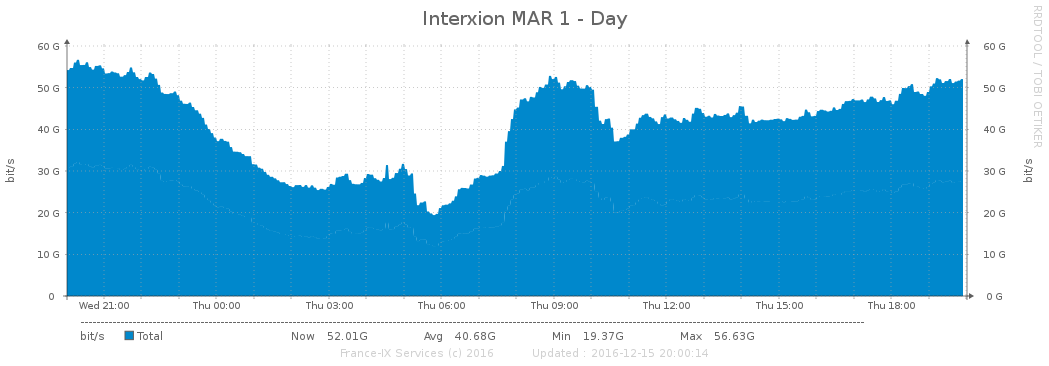 Interxion MAR 1 - Day
RRDTOOL / TOBI OETIKER
60 G 60 G
50 G 50 G
40 G 40 G
30 G 30 G
20 G 20 G
10 G 10 G
0 0 G
bit/s
bit/s
Wed 21:00 Thu 00:00 Thu 03:00 Thu 06:00 Thu 09:00 Thu 12:00 Thu 15:00 Thu 18:00
bit/s Total Now 52.01G Avg 40.68G Min 19.37G Max 56.63G
France-IX Services (c) 2016 Updated : 2016-12-15 20:00:14